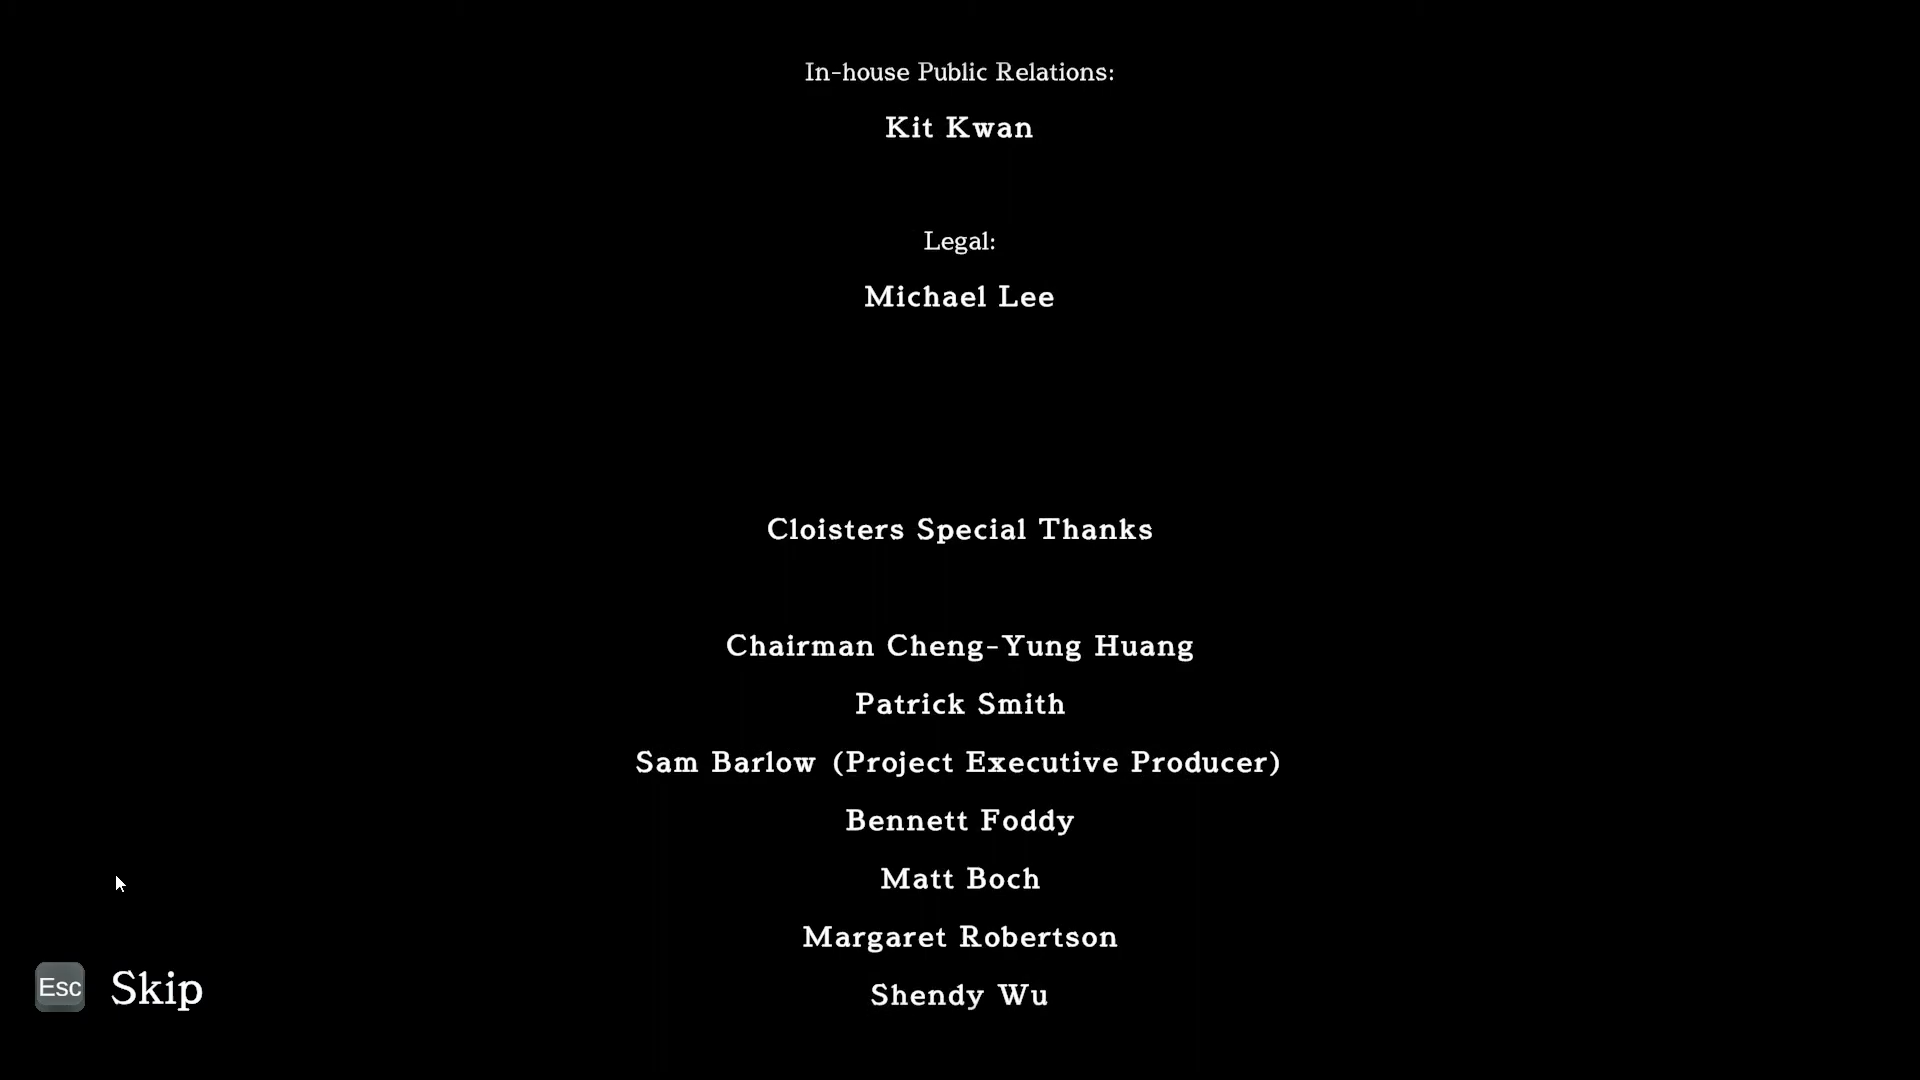 In-house Public Relations:
Kit Kwan
Legal:
Michael Lee
Cloisters Special Thanks
Chairman Cheng-Yung Huang
Patrick Smith
Sam Barlow (Project Executive Producer)
Bennett Foddy
Matt Boch
Margaret Robertson
Shendy Wu
Esc Skip